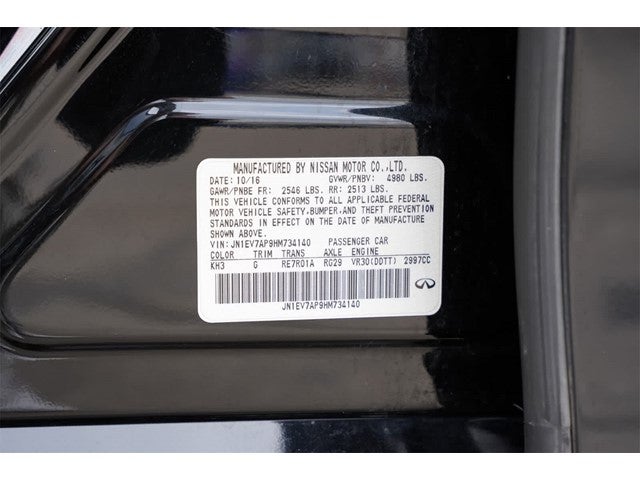 MANUFACTURED BY NISSAN MOTOR CO.,LTD.
DATE: 10/16 GVWR/PNBV: 4980 LBS.
GAWR/PNBE FR: 2546 LBS. RR: 2513 LBS.
THIS VEHICLE CONFORMS TO ALL APPLICABLE FEDERAL
MOTOR VEHICLE SAFETY,BUMPER,AND THEFT PREVENTION
STANDARDS IN EFFECT ON THE DATE OF MANUFACTURE
SHOWN ABOVE.
VIN: JN1EV7AP9HM734140 PASSENGER CAR
COLOR TRIM TRANS AXLE ENGINE
KH3 G RE7R01A RG29 VR30(DDTT) 2997CC
JN1EV7AP9HM734140